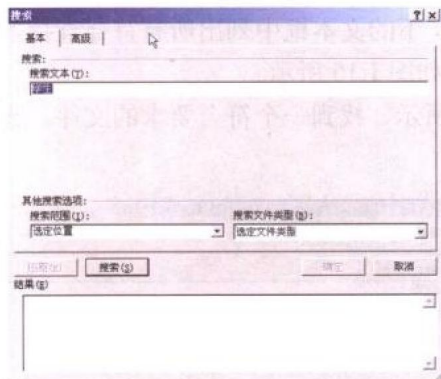 搜索
基本 高级
搜索:
搜索文本(T):
其他搜索选项:
搜索范围(I): 搜索文件类型(B):
选定位置 选定文件类型
搜索(S) 确定 取消
结果(E)